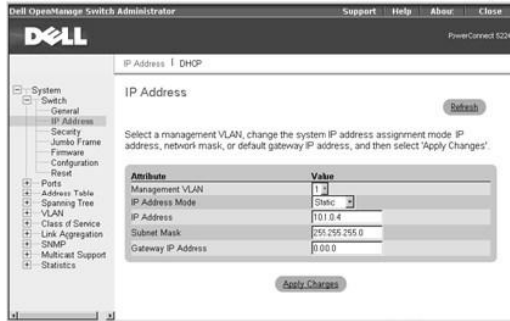 Dell OpenManage Switch Administrator
Support Help About Close
DELL
PowerConnect 5224
IP Address | DHCP
System
Switch
General
IP Address
Security
Jumbo Frame
Firmware
Configuration
Reset
Ports
Address Table
Spanning Tree
VLAN
Class of Service
Link Aggregation
SNMP
Multicast Support
Statistics
IP Address
Refresh
Select a management VLAN, change the system IP address assignment mode IP
address, network mask, or default gateway IP address, and then select 'Apply Changes'.
Attribute Value
Management VLAN 1
IP Address Mode Static
IP Address 10.1.0.4
Subnet Mask 255.255.255.0
Gateway IP Address 0.0.0.0
Apply Changes